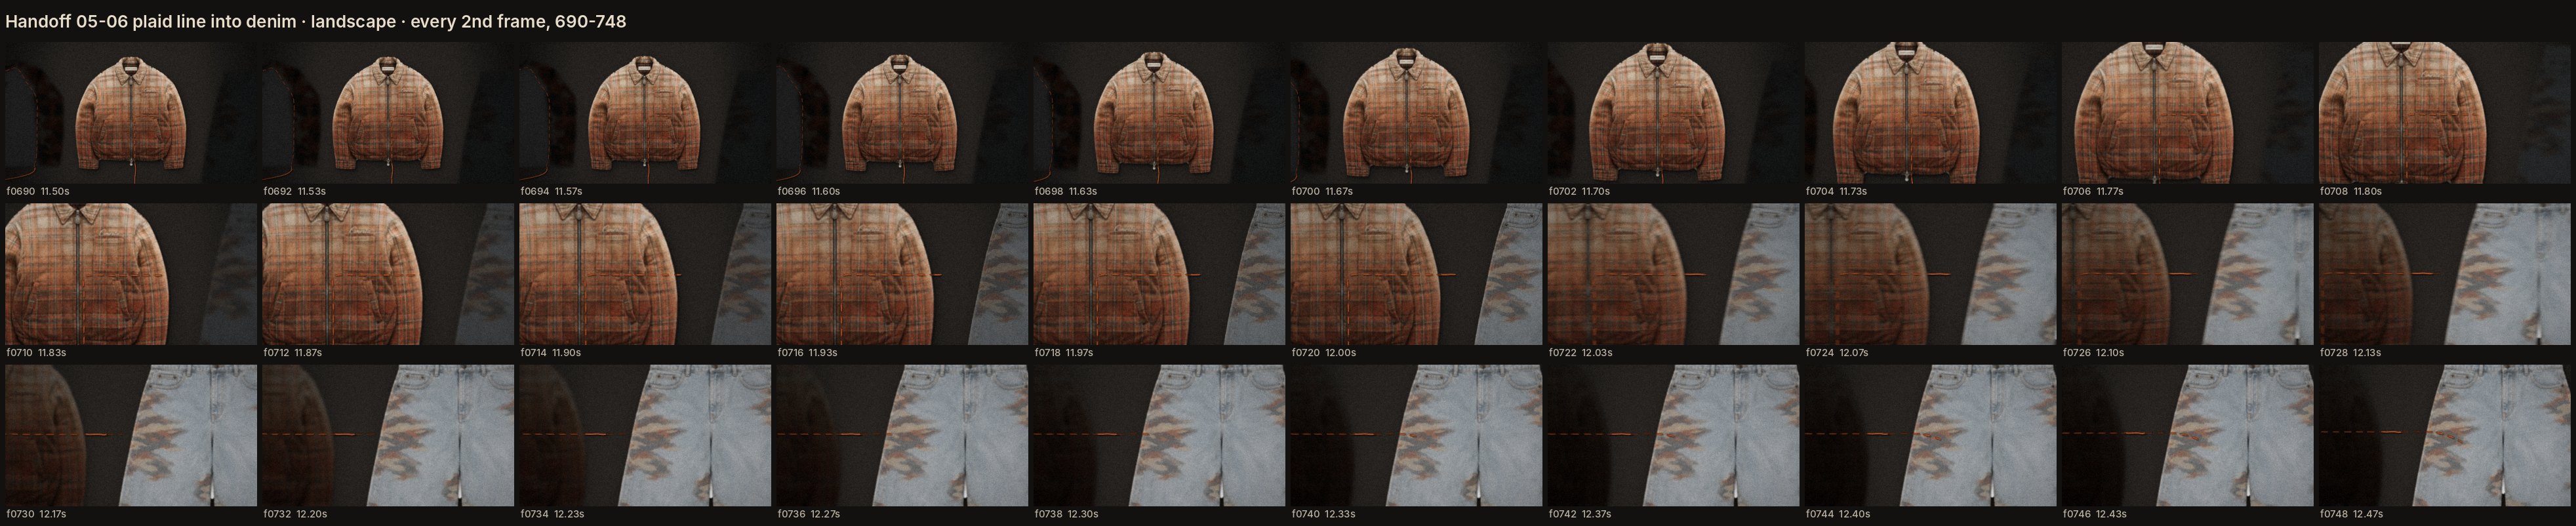 Handoff 05-06 plaid line into denim · landscape · every 2nd frame, 690-748
f0690 11.50s
f0692 11.53s
f0694 11.57s
f0696 11.60s
f0698 11.63s
f0700 11.67s
f0702 11.70s
f0704 11.73s
f0706 11.77s
f0708 11.80s
f0710 11.83s
f0712 11.87s
f0714 11.90s
f0716 11.93s
f0718 11.97s
f0720 12.00s
f0722 12.03s
f0724 12.07s
f0726 12.10s
f0728 12.13s
f0730 12.17s
f0732 12.20s
f0734 12.23s
f0736 12.27s
f0738 12.30s
f0740 12.33s
f0742 12.37s
f0744 12.40s
f0746 12.43s
f0748 12.47s